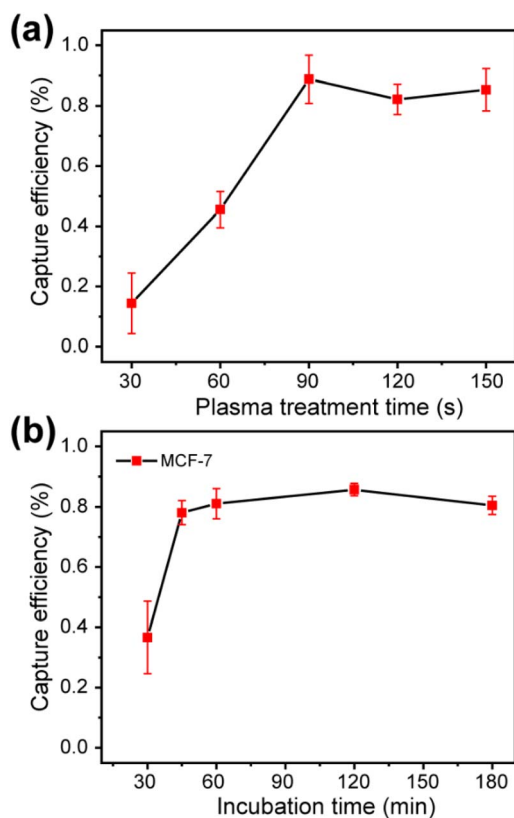 (a)
Capture efficiency (%)
1.0
0.8
0.6
0.4
0.2
0.0
30 60 90 120 150
Plasma treatment time (s)
(b)
MCF-7
Capture efficiency (%)
1.0
0.8
0.6
0.4
0.2
0.0
30 60 90 120 150 180
Incubation time (min)